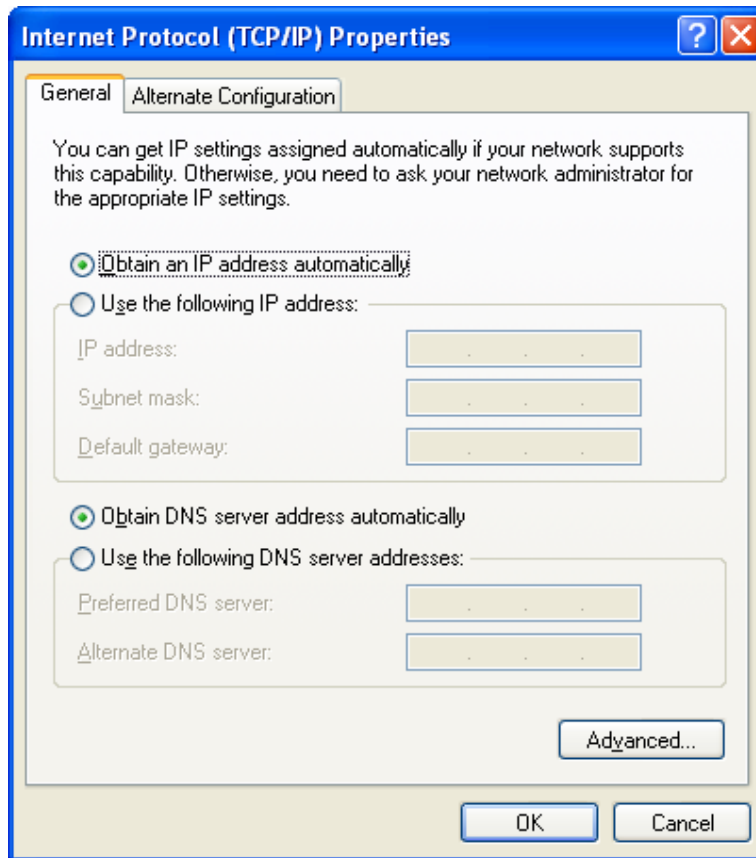 Internet Protocol (TCP/IP) Properties
General
Alternate Configuration
You can get IP settings assigned automatically if your network supports
this capability. Otherwise, you need to ask your network administrator for
the appropriate IP settings.
Obtain an IP address automatically
Use the following IP address:
IP address:
Subnet mask:
Default gateway:
Obtain DNS server address automatically
Use the following DNS server addresses:
Preferred DNS server:
Alternate DNS server:
Advanced...
OK
Cancel